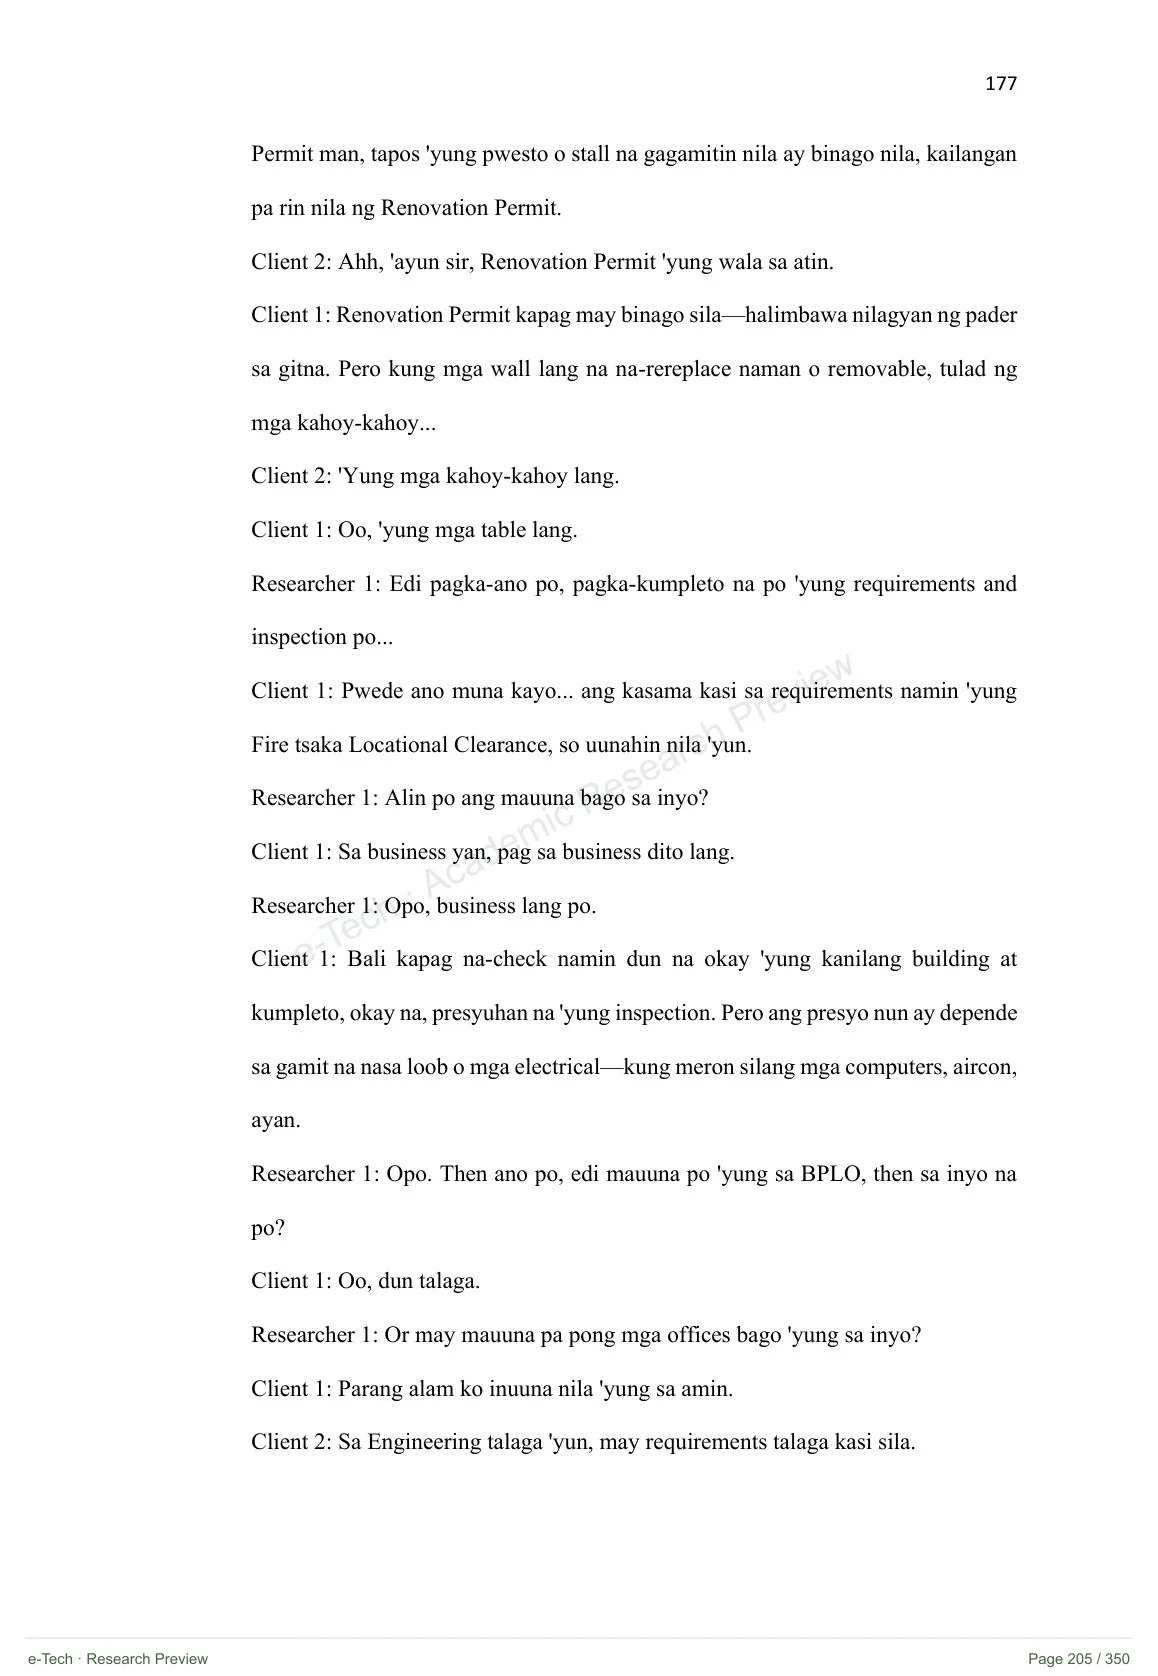 177
Permit man, tapos 'yung pwesto o stall na gagamitin nila ay binago nila, kailangan
pa rin nila ng Renovation Permit.
Client 2: Ahh, 'ayun sir, Renovation Permit 'yung wala sa atin.
Client 1: Renovation Permit kapag may binago sila—halimbawa nilagyan ng pader
sa gitna. Pero kung mga wall lang na na-rereplace naman o removable, tulad ng
mga kahoy-kahoy...
Client 2: 'Yung mga kahoy-kahoy lang.
Client 1: Oo, 'yung mga table lang.
Researcher 1: Edi pagka-ano po, pagka-kumpleto na po 'yung requirements and
inspection po...
Client 1: Pwede ano muna kayo... ang kasama kasi sa requirements namin 'yung
Fire tsaka Locational Clearance, so uunahin nila 'yun.
Researcher 1: Alin po ang mauuna bago sa inyo?
Client 1: Sa business yan, pag sa business dito lang.
Researcher 1: Opo, business lang po.
Client 1: Bali kapag na-check namin dun na okay 'yung kanilang building at
kumpleto, okay na, presyuhan na 'yung inspection. Pero ang presyo nun ay depende
sa gamit na nasa loob o mga electrical—kung meron silang mga computers, aircon,
ayan.
Researcher 1: Opo. Then ano po, edi mauuna po 'yung sa BPLO, then sa inyo na
po?
Client 1: Oo, dun talaga.
Researcher 1: Or may mauuna pa pong mga offices bago 'yung sa inyo?
Client 1: Parang alam ko inuuna nila 'yung sa amin.
Client 2: Sa Engineering talaga 'yun, may requirements talaga kasi sila.
e-Tech · Academic Research Preview
e-Tech · Research Preview
Page 205 / 350